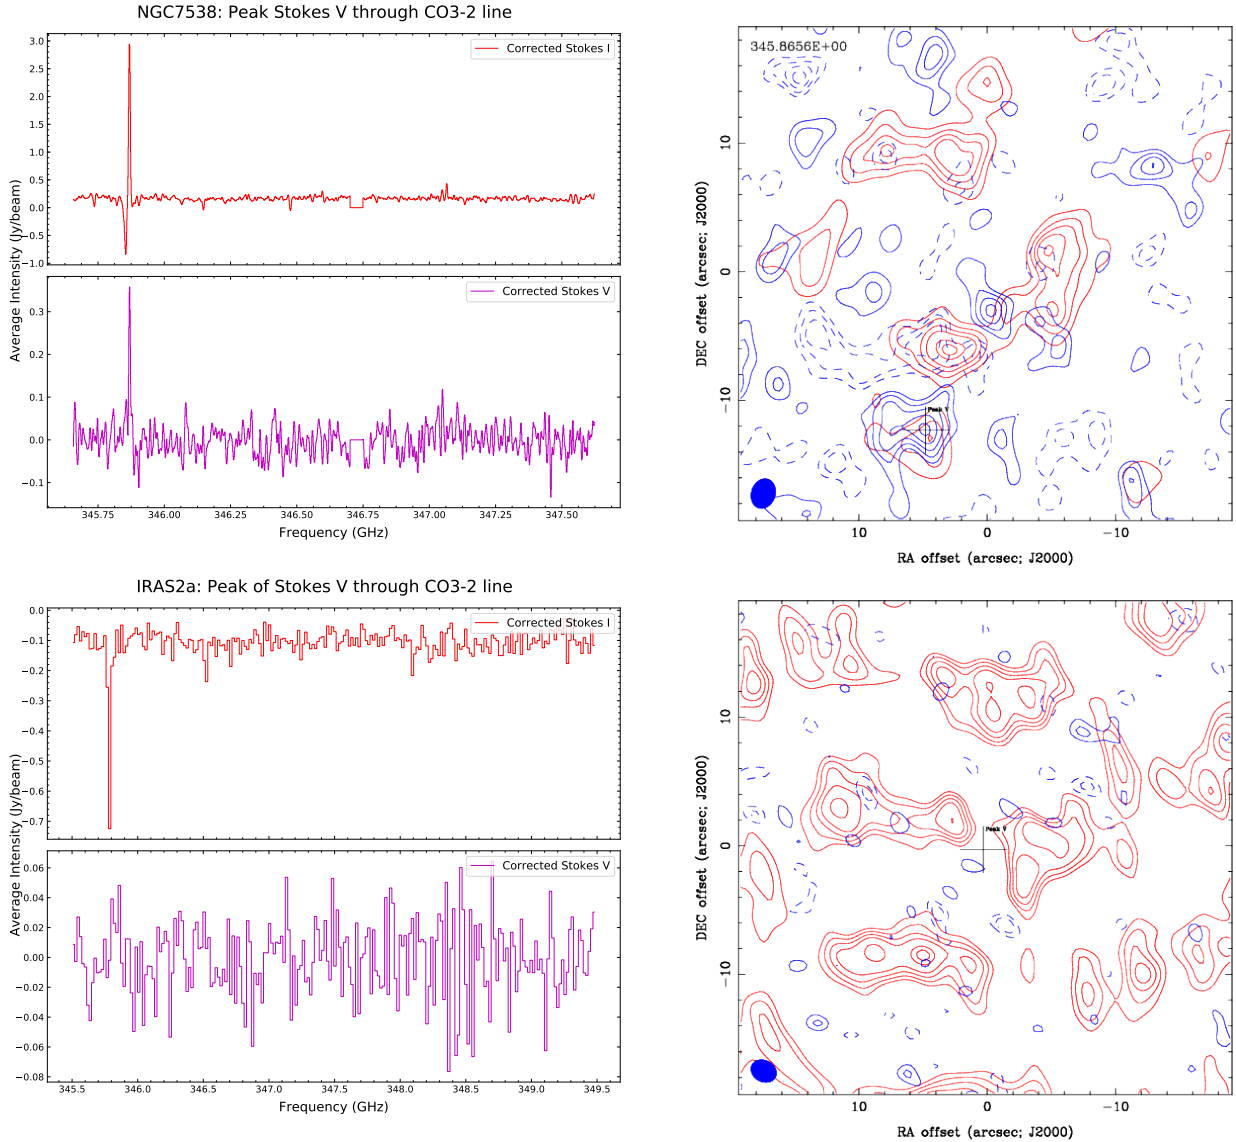 NGC7538: Peak Stokes V through CO3-2 line
Corrected Stokes I
3.0
2.5
2.0
1.5
1.0
0.5
0.0
−0.5
−1.0
Corrected Stokes V
0.3
0.2
0.1
0.0
−0.1
Average Intensity (Jy/beam)
345.75 346.00 346.25 346.50 346.75 347.00 347.25 347.50
Frequency (GHz)
345.8656E+00
Peak V
10
0
−10
DEC offset (arcsec; J2000)
10 0 −10
RA offset (arcsec; J2000)
IRAS2a: Peak of Stokes V through CO3-2 line
Corrected Stokes I
0.0
−0.1
−0.2
−0.3
−0.4
−0.5
−0.6
−0.7
Corrected Stokes V
0.06
0.04
0.02
0.00
−0.02
−0.04
−0.06
−0.08
Average Intensity (Jy/beam)
345.5 346.0 346.5 347.0 347.5 348.0 348.5 349.0 349.5
Frequency (GHz)
Peak V
10
0
−10
DEC offset (arcsec; J2000)
10 0 −10
RA offset (arcsec; J2000)